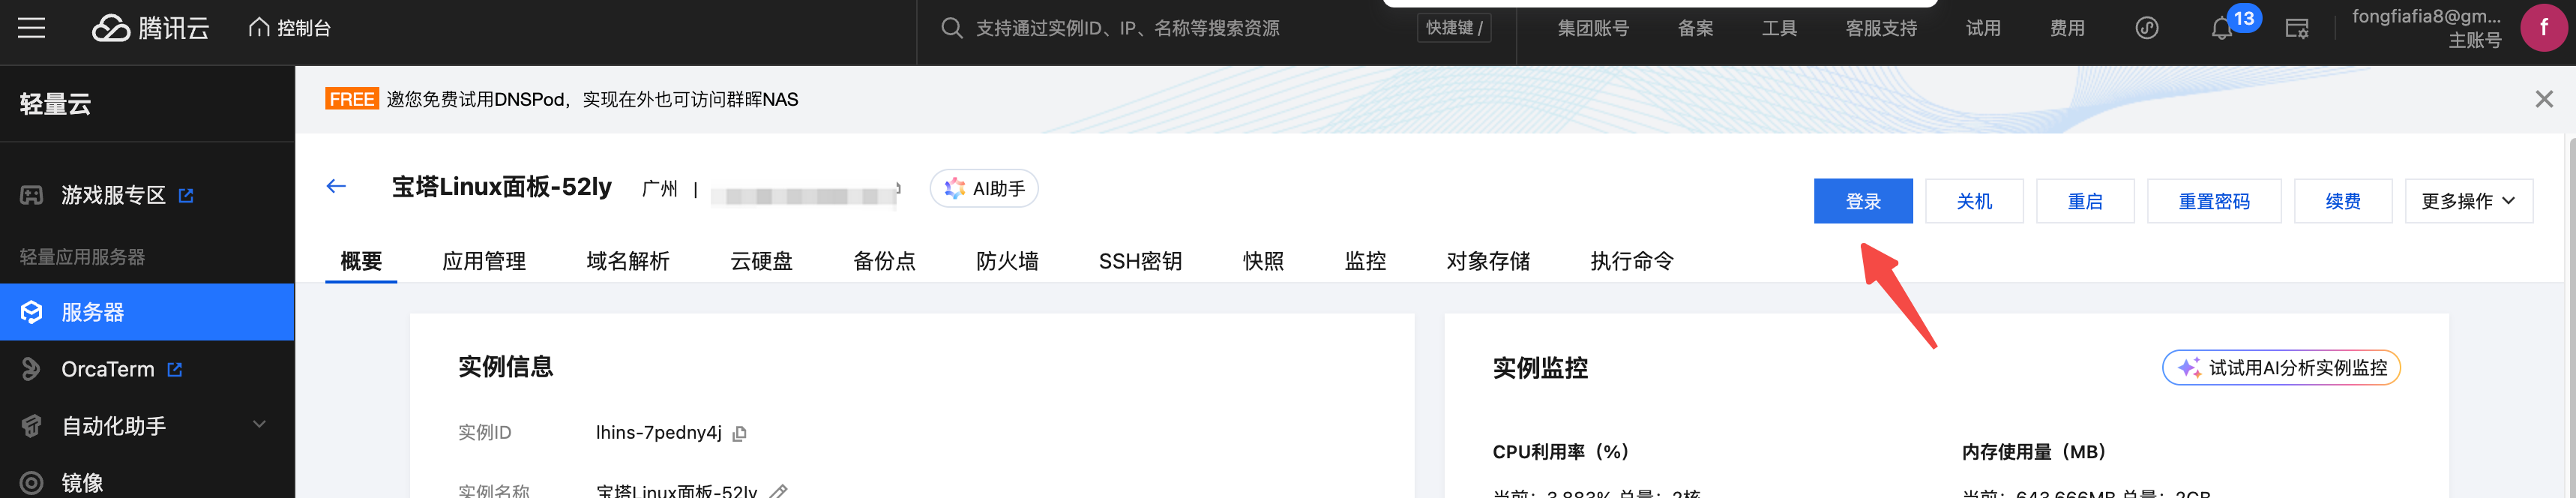 腾讯云
控制台
支持通过实例ID、IP、名称等搜索资源
快捷键 /
集团账号
备案
工具
客服支持
试用
费用
13
fongfiafia8@gm...
主账号
f
轻量云
游戏服专区
轻量应用服务器
服务器
OrcaTerm
自动化助手
镜像
FREE 邀您免费试用DNSPod，实现在外也可访问群晖NAS
宝塔Linux面板-52ly
广州 |
AI助手
登录
关机
重启
重置密码
续费
更多操作
概要
应用管理
域名解析
云硬盘
备份点
防火墙
SSH密钥
快照
监控
对象存储
执行命令
实例信息
实例ID lhins-7pedny4j
实例名称 宝塔Linux面板-52ly
实例监控
试试用AI分析实例监控
CPU利用率（%）
当前：3.883% 总量：2核
内存使用量（MB）
当前：643.666MB 总量：2GB